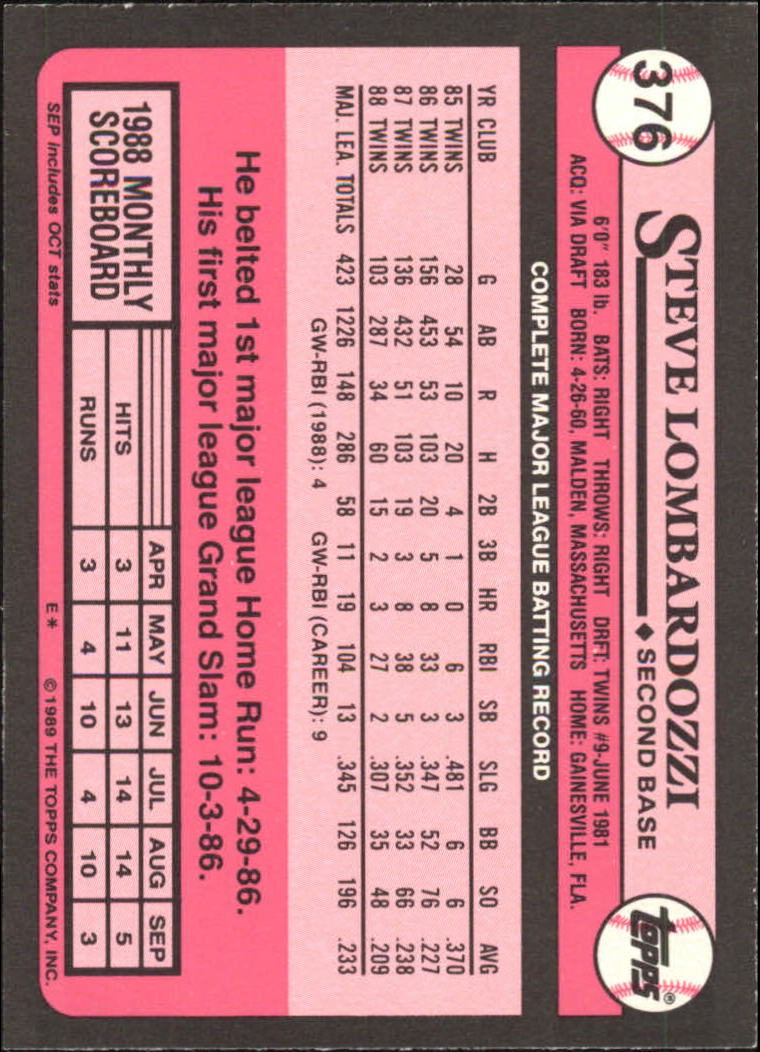 376
STEVE LOMBARDOZZI
♦ SECOND BASE
topps®
6'0" 183 lb. BATS: RIGHT THROWS: RIGHT DRFT: TWINS #9-JUNE 1981
ACQ: VIA DRAFT BORN: 4-26-60, MALDEN, MASSACHUSETTS HOME: GAINESVILLE, FLA.
COMPLETE MAJOR LEAGUE BATTING RECORD
YR CLUB G AB R H 2B 3B HR RBI SB SLG BB SO AVG
85 TWINS 28 54 10 20 4 1 0 6 3 .481 6 6 .370
86 TWINS 156 453 53 103 20 5 8 33 3 .347 52 76 .227
87 TWINS 136 432 51 103 19 3 8 38 5 .352 33 66 .238
88 TWINS 103 287 34 60 15 2 3 27 2 .307 35 48 .209
MAJ. LEA. TOTALS 423 1226 148 286 58 11 19 104 13 .345 126 196 .233
GW-RBI (1988): 4 GW-RBI (CAREER): 9
He belted 1st major league Home Run: 4-29-86.
His first major league Grand Slam: 10-3-86.
1988 MONTHLY
SCOREBOARD
APR MAY JUN JUL AUG SEP
HITS 3 11 13 14 14 5
RUNS 3 4 10 4 10 3
SEP includes OCT stats E* © 1989 THE TOPPS COMPANY, INC.